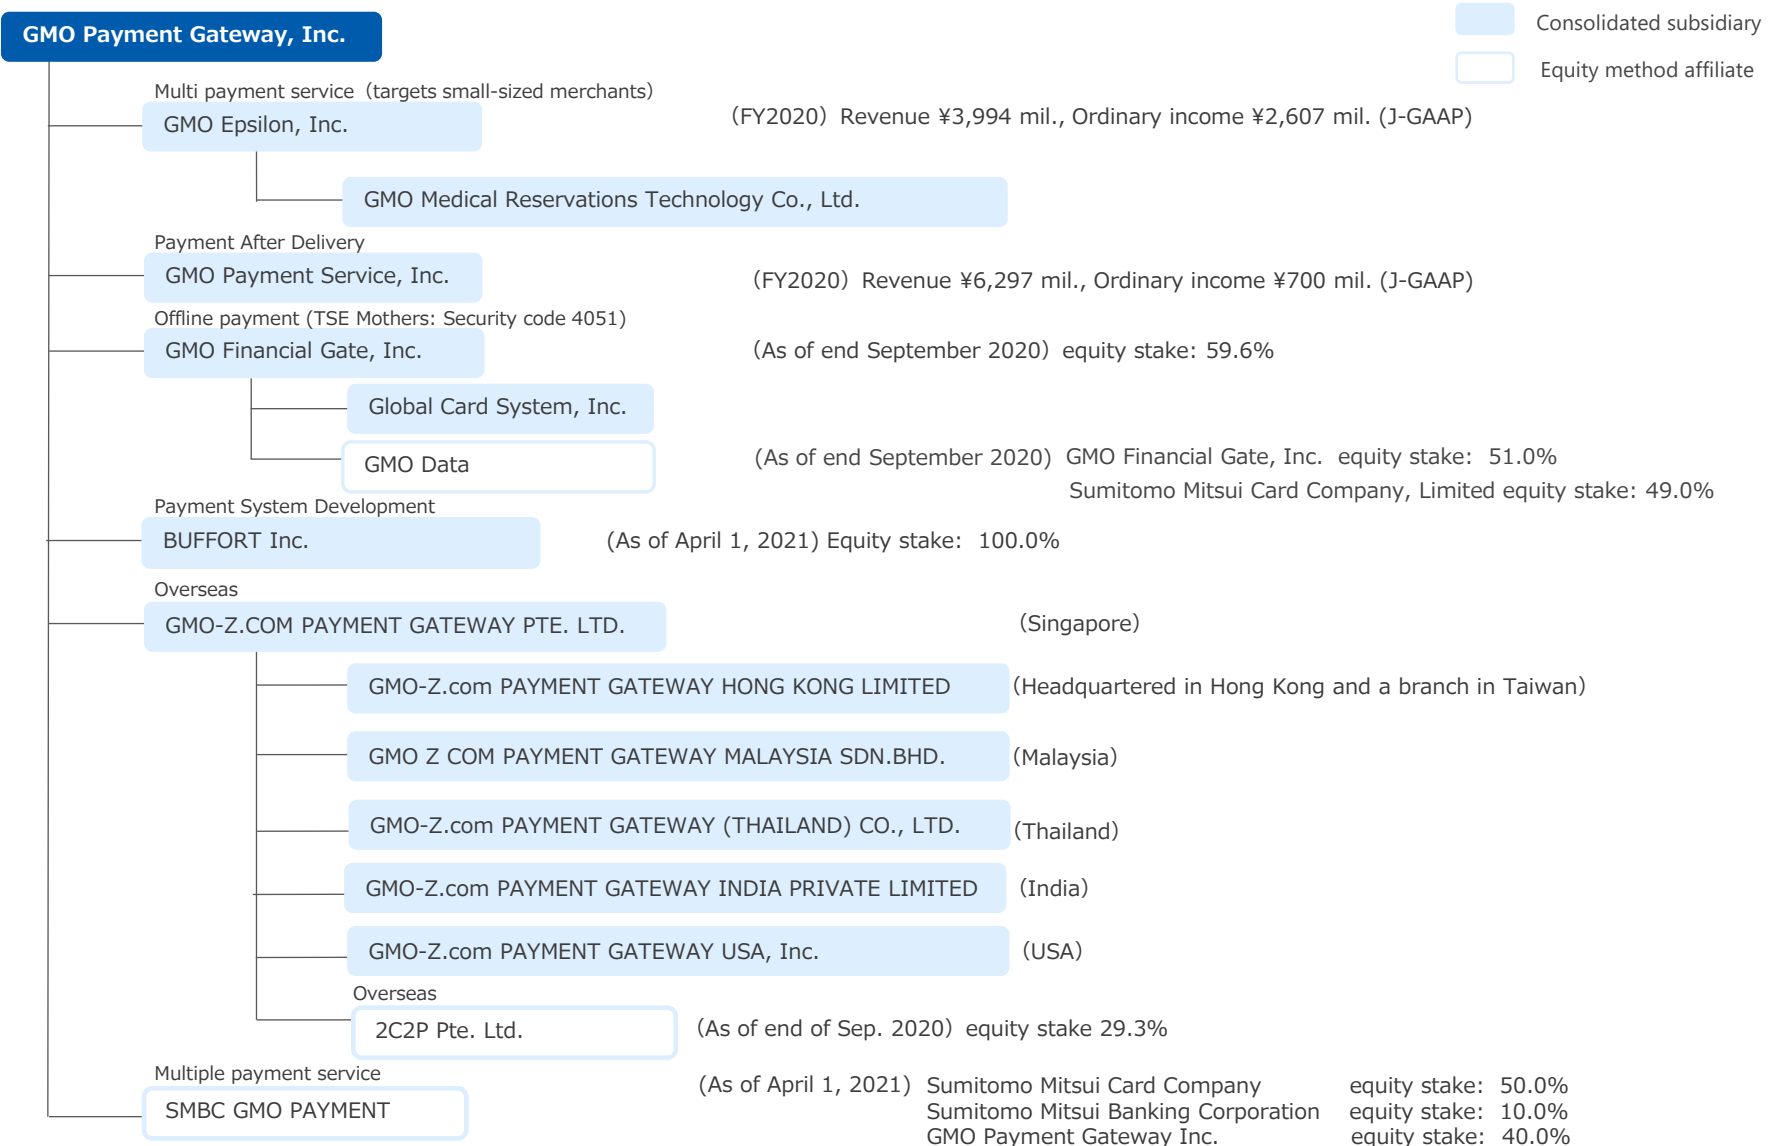 GMO Payment Gateway, Inc.
Consolidated subsidiary
Equity method affiliate
Multi payment service（targets small-sized merchants）
GMO Epsilon, Inc.
（FY2020）Revenue ¥3,994 mil., Ordinary income ¥2,607 mil. (J-GAAP)
GMO Medical Reservations Technology Co., Ltd.
Payment After Delivery
GMO Payment Service, Inc.
（FY2020）Revenue ¥6,297 mil., Ordinary income ¥700 mil. (J-GAAP)
Offline payment (TSE Mothers: Security code 4051)
GMO Financial Gate, Inc.
（As of end September 2020）equity stake: 59.6%
Global Card System, Inc.
GMO Data
(As of end September 2020) GMO Financial Gate, Inc. equity stake: 51.0%
Sumitomo Mitsui Card Company, Limited equity stake: 49.0%
Payment System Development
BUFFORT Inc.
(As of April 1, 2021) Equity stake: 100.0%
Overseas
GMO-Z.COM PAYMENT GATEWAY PTE. LTD.
（Singapore）
GMO-Z.com PAYMENT GATEWAY HONG KONG LIMITED
（Headquartered in Hong Kong and a branch in Taiwan）
GMO Z COM PAYMENT GATEWAY MALAYSIA SDN.BHD.
（Malaysia）
GMO-Z.com PAYMENT GATEWAY (THAILAND) CO., LTD.
（Thailand）
GMO-Z.com PAYMENT GATEWAY INDIA PRIVATE LIMITED
（India）
GMO-Z.com PAYMENT GATEWAY USA, Inc.
（USA）
Overseas
2C2P Pte. Ltd.
（As of end of Sep. 2020）equity stake 29.3%
Multiple payment service
SMBC GMO PAYMENT
(As of April 1, 2021) Sumitomo Mitsui Card Company equity stake: 50.0%
Sumitomo Mitsui Banking Corporation equity stake: 10.0%
GMO Payment Gateway Inc. equity stake: 40.0%